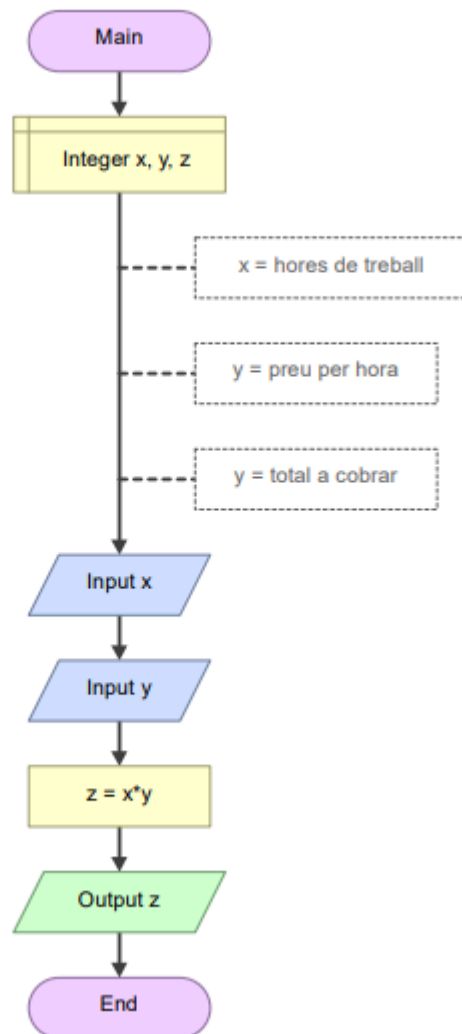 Main
Integer x, y, z
x = hores de treball
y = preu per hora
y = total a cobrar
Input x
Input y
z = x*y
Output z
End